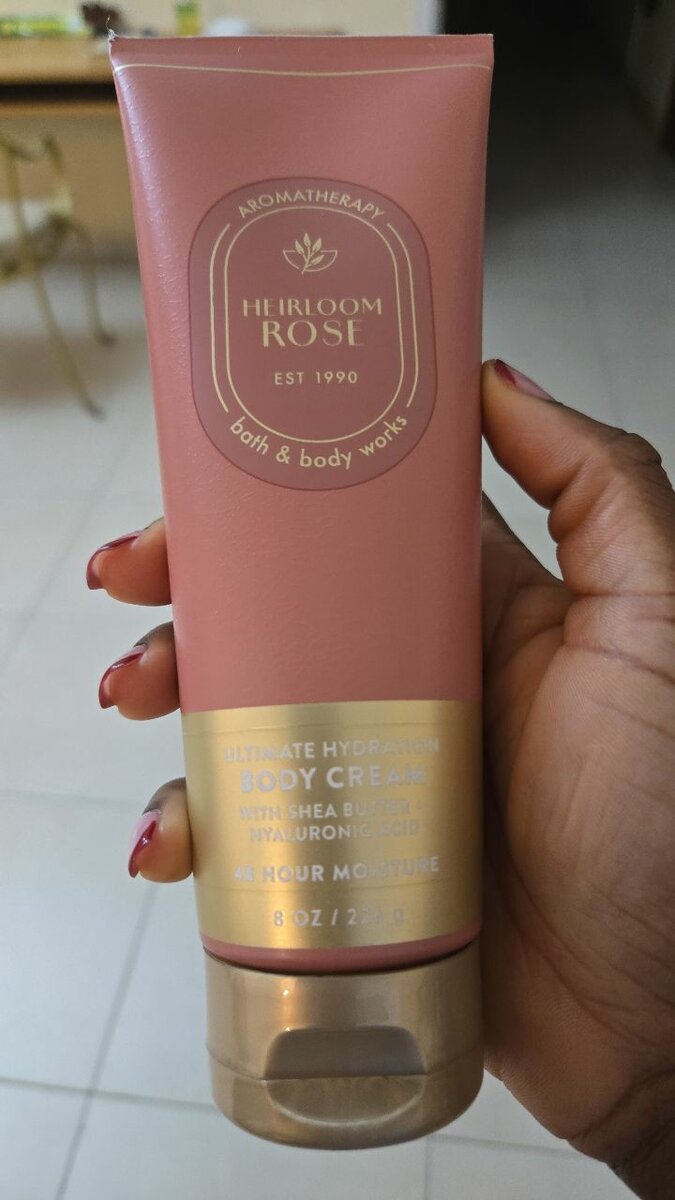 AROMATHERAPY
HEIRLOOM
ROSE
EST 1990
bath & body works
ULTIMATE HYDRATION
BODY CREAM
WITH SHEA BUTTER +
HYALURONIC ACID
48 HOUR MOISTURE
8 OZ / 226 g